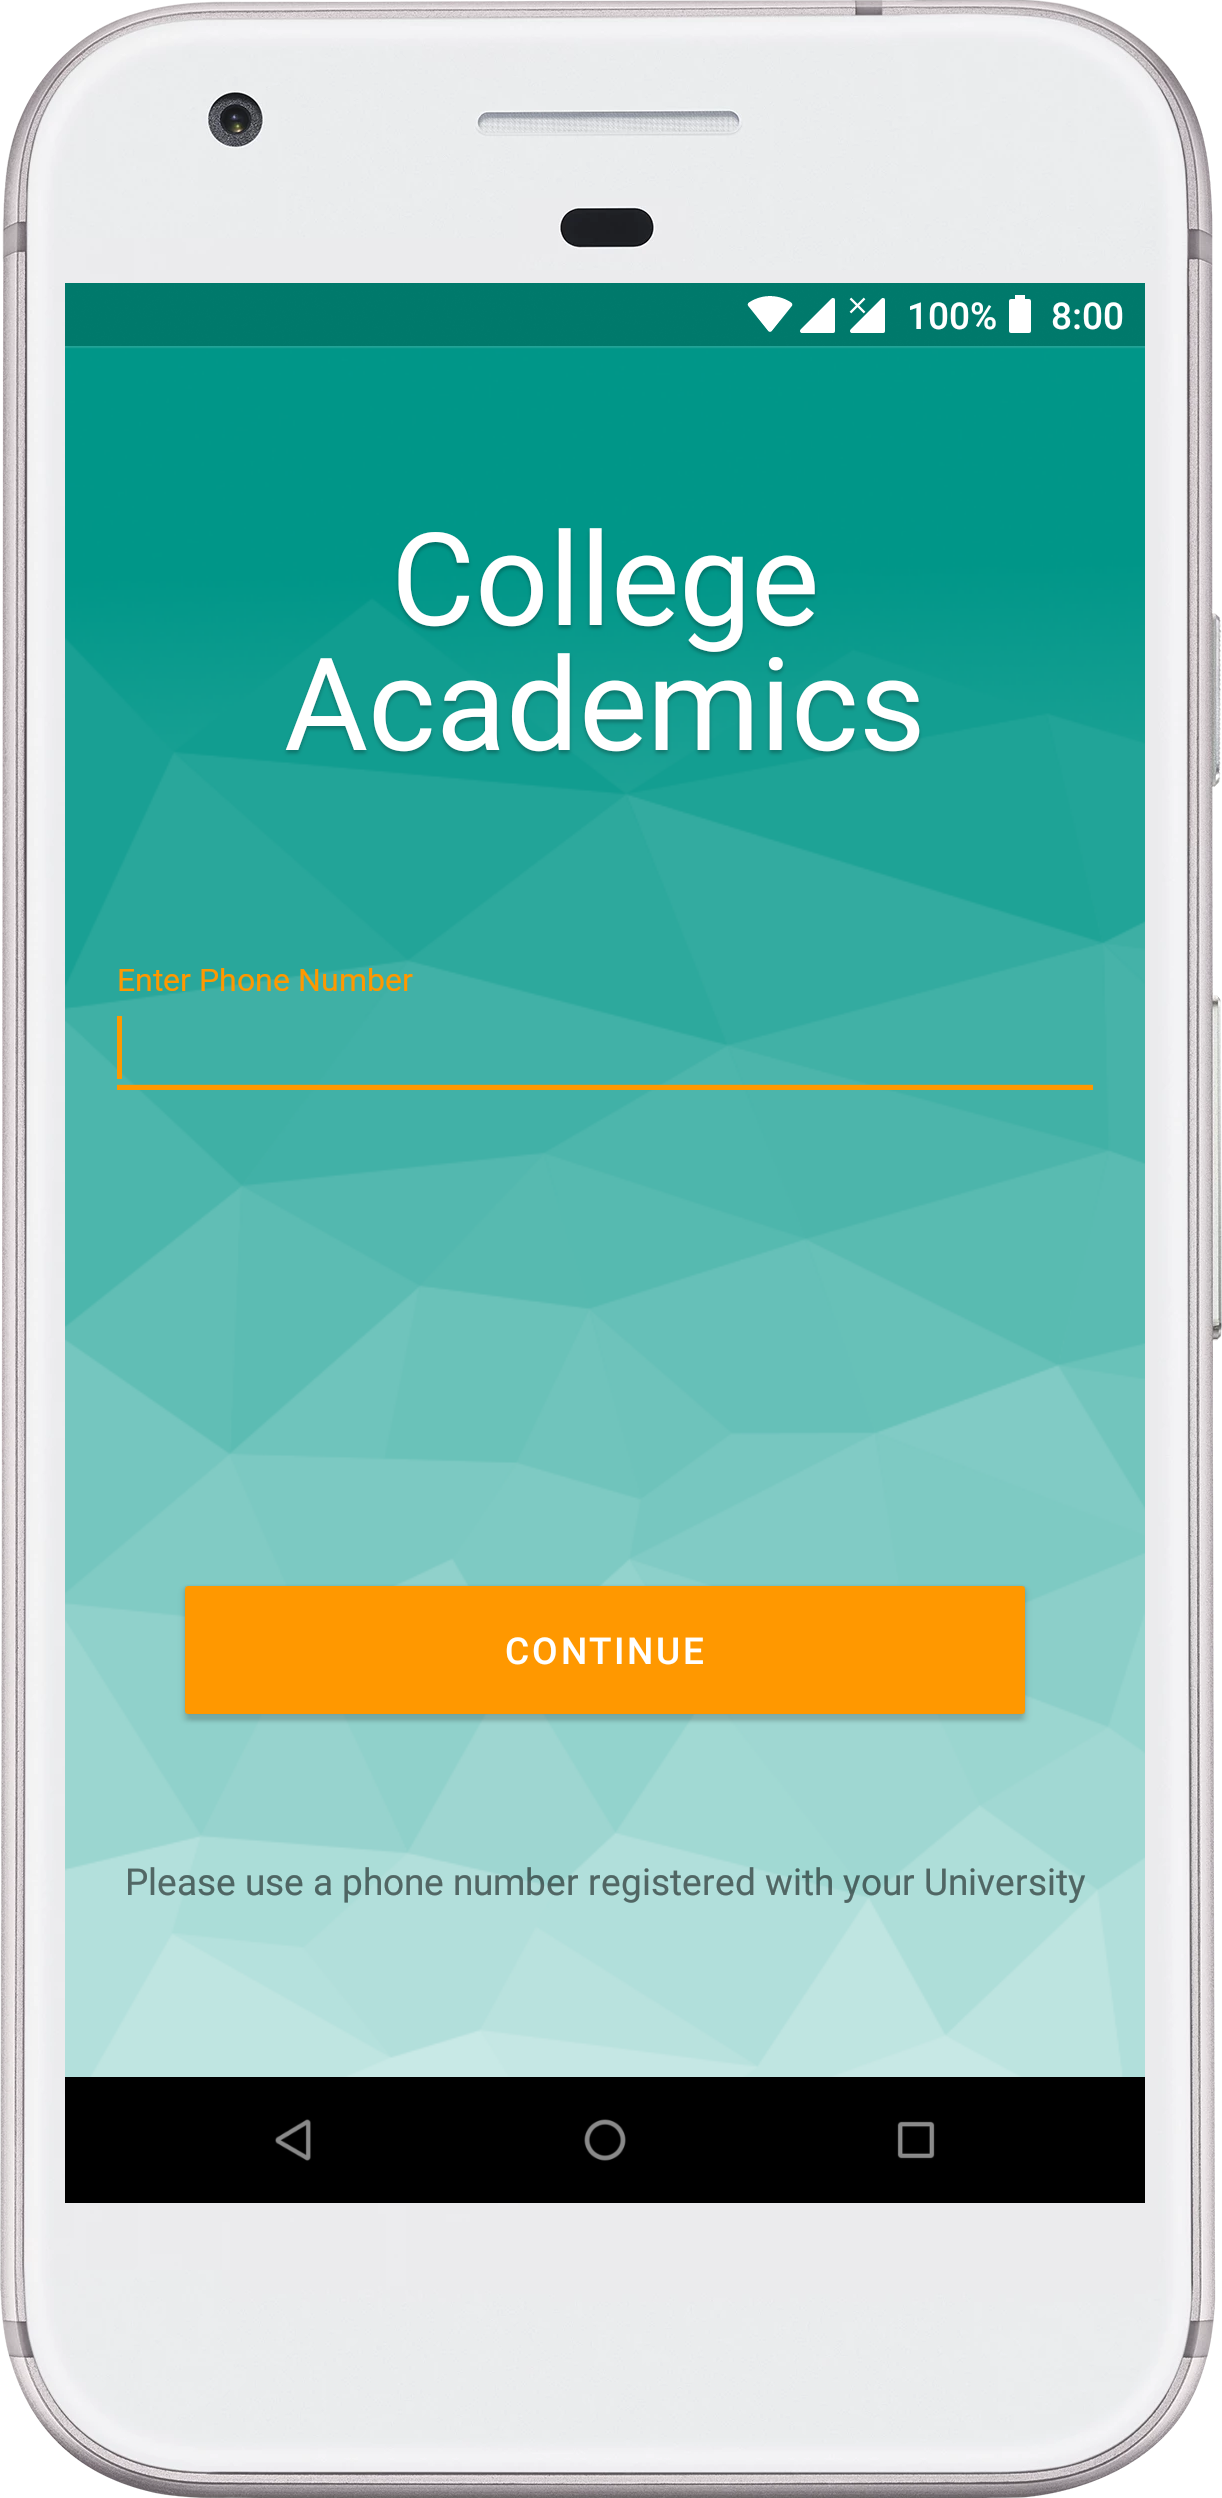 100% 8:00
College
Academics
Enter Phone Number
CONTINUE
Please use a phone number registered with your University